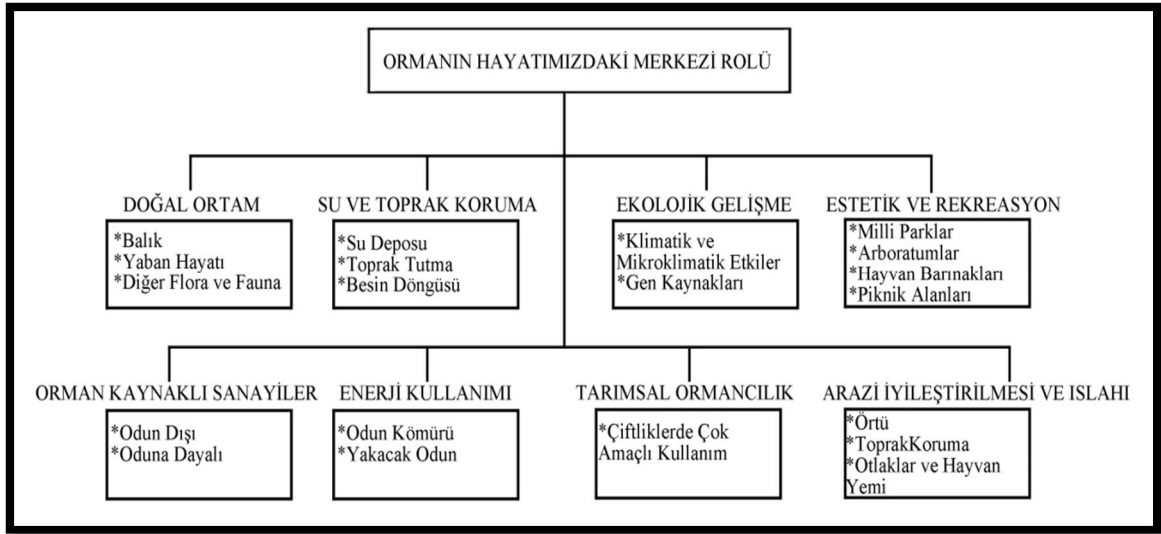 ORMANIN HAYATIMIZDAKİ MERKEZİ ROLÜ
DOĞAL ORTAM
*Balık
*Yaban Hayatı
*Diğer Flora ve Fauna
SU VE TOPRAK KORUMA
*Su Deposu
*Toprak Tutma
*Besin Döngüsü
EKOLOJİK GELİŞME
*Klimatik ve
Mikroklimatik Etkiler
*Gen Kaynakları
ESTETİK VE REKREASYON
*Milli Parklar
*Arboratumlar
*Hayvan Barınakları
*Piknik Alanları
ORMAN KAYNAKLI SANAYİLER
*Odun Dışı
*Oduna Dayalı
ENERJİ KULLANIMI
*Odun Kömürü
*Yakacak Odun
TARIMSAL ORMANCILIK
*Çiftliklerde Çok
Amaçlı Kullanım
ARAZİ İYİLEŞTİRİLMESİ VE ISLAHI
*Örtü
*ToprakKoruma
*Otlaklar ve Hayvan
Yemi